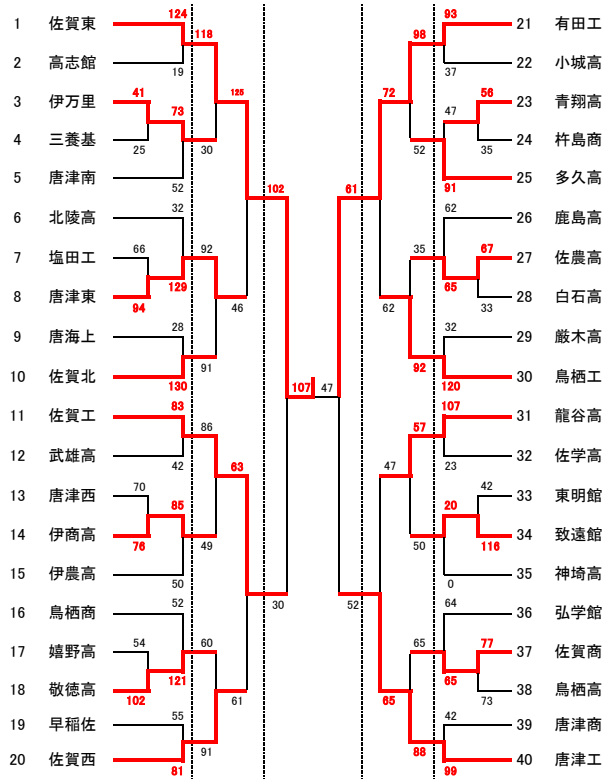 1 佐賀東 124
118
2 高志館 19
125
3 伊万里 41
73
4 三養基 25
30
5 唐津南 52
102
6 北陵高 32
7 塩田工 66
92
129
8 唐津東 94
46
9 唐海上 28
91
10 佐賀北 130
107 47
11 佐賀工 83
86
12 武雄高 42
63
13 唐津西 70
85
14 伊商高 76
49
15 伊農高 50
30
16 鳥栖商 52
17 嬉野高 54
60
121
18 敬徳高 102
61
19 早稲佐 55
91
20 佐賀西 81
93 21 有田工
98
37 22 小城高
72
56 23 青翔高
47
35 24 杵島商
52
91 25 多久高
61
62 26 鹿島高
67 27 佐農高
35
65
33 28 白石高
62
32 29 厳木高
92
120 30 鳥栖工
107 31 龍谷高
57
23 32 佐学高
47
42 33 東明館
20
116 34 致遠館
50
0 35 神埼高
52
64 36 弘学館
77 37 佐賀商
65
65
73 38 鳥栖高
65
42 39 唐津商
88
99 40 唐津工